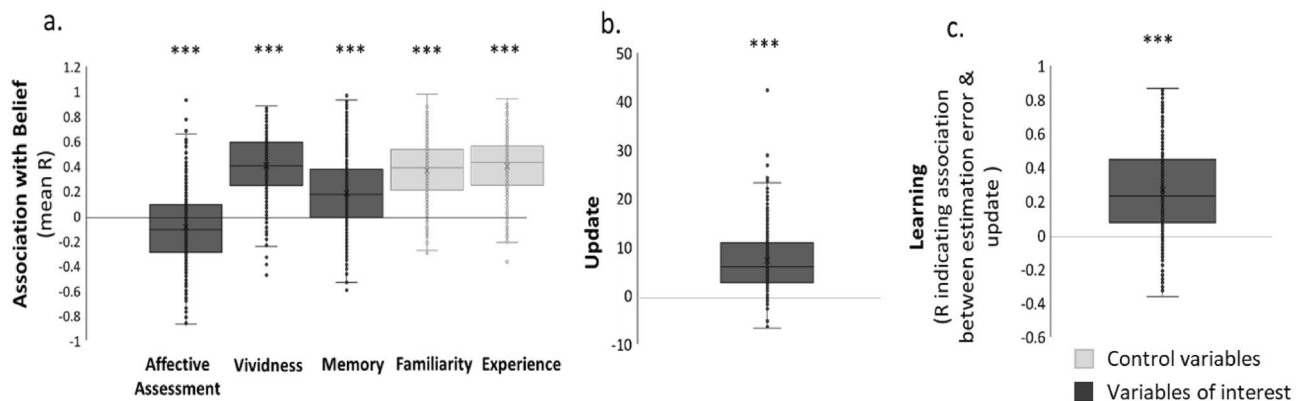 a.
*** *** *** *** ***
Association with Belief
(mean R)
1.2
1
0.8
0.6
0.4
0.2
0
-0.2
-0.4
-0.6
-0.8
-1
Affective
Assessment
Vividness
Memory
Familiarity
Experience
b.
***
Update
50
40
30
20
10
0
-10
c.
***
Learning
(R indicating association
between estimation error &
update )
1
0.8
0.6
0.4
0.2
0
-0.2
-0.4
-0.6
Control variables
Variables of interest